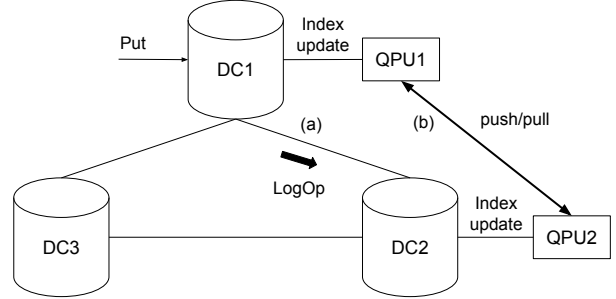 Put
DC1
Index
update
QPU1
(a)
(b)
push/pull
LogOp
DC3
DC2
Index
update
QPU2